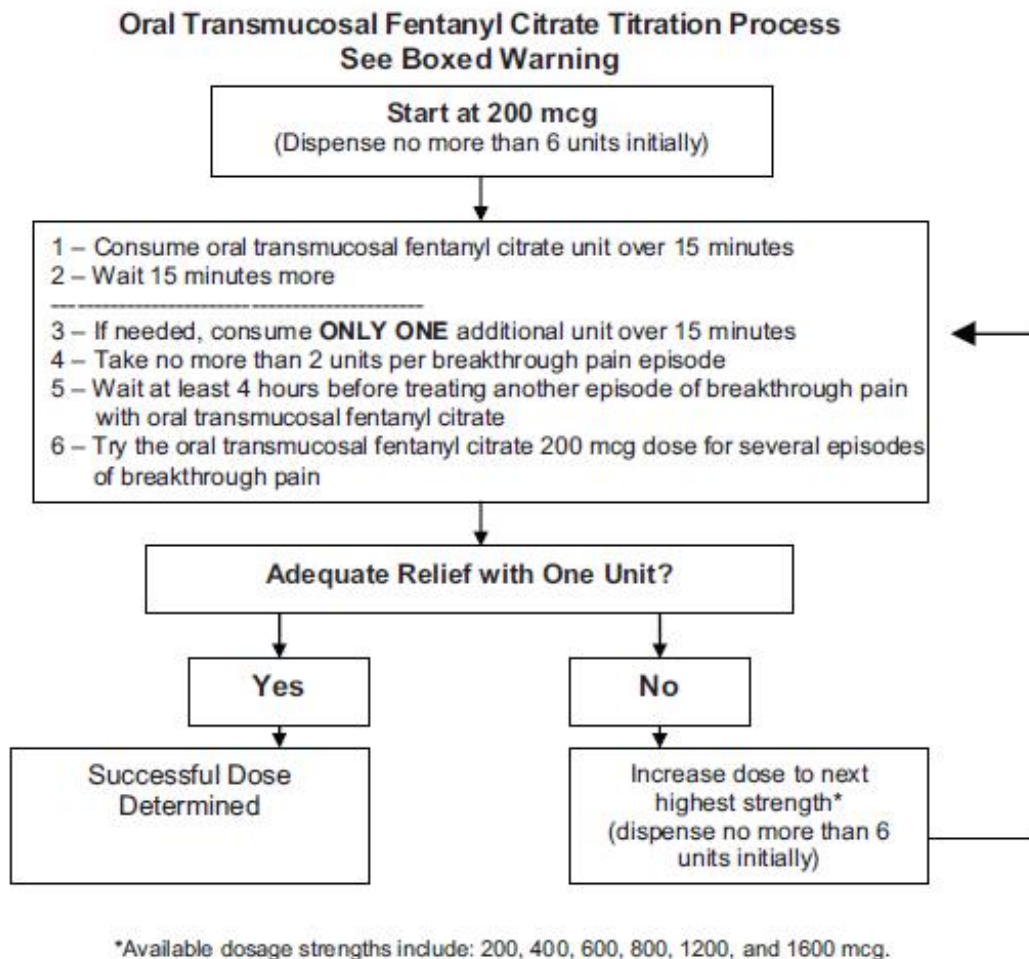 Oral Transmucosal Fentanyl Citrate Titration Process
See Boxed Warning
Start at 200 mcg
(Dispense no more than 6 units initially)
1 – Consume oral transmucosal fentanyl citrate unit over 15 minutes
2 – Wait 15 minutes more
----------------------------------------------
3 – If needed, consume ONLY ONE additional unit over 15 minutes
4 – Take no more than 2 units per breakthrough pain episode
5 – Wait at least 4 hours before treating another episode of breakthrough pain
with oral transmucosal fentanyl citrate
6 – Try the oral transmucosal fentanyl citrate 200 mcg dose for several episodes
of breakthrough pain
Adequate Relief with One Unit?
Yes
No
Successful Dose
Determined
Increase dose to next
highest strength*
(dispense no more than 6
units initially)
*Available dosage strengths include: 200, 400, 600, 800, 1200, and 1600 mcg.